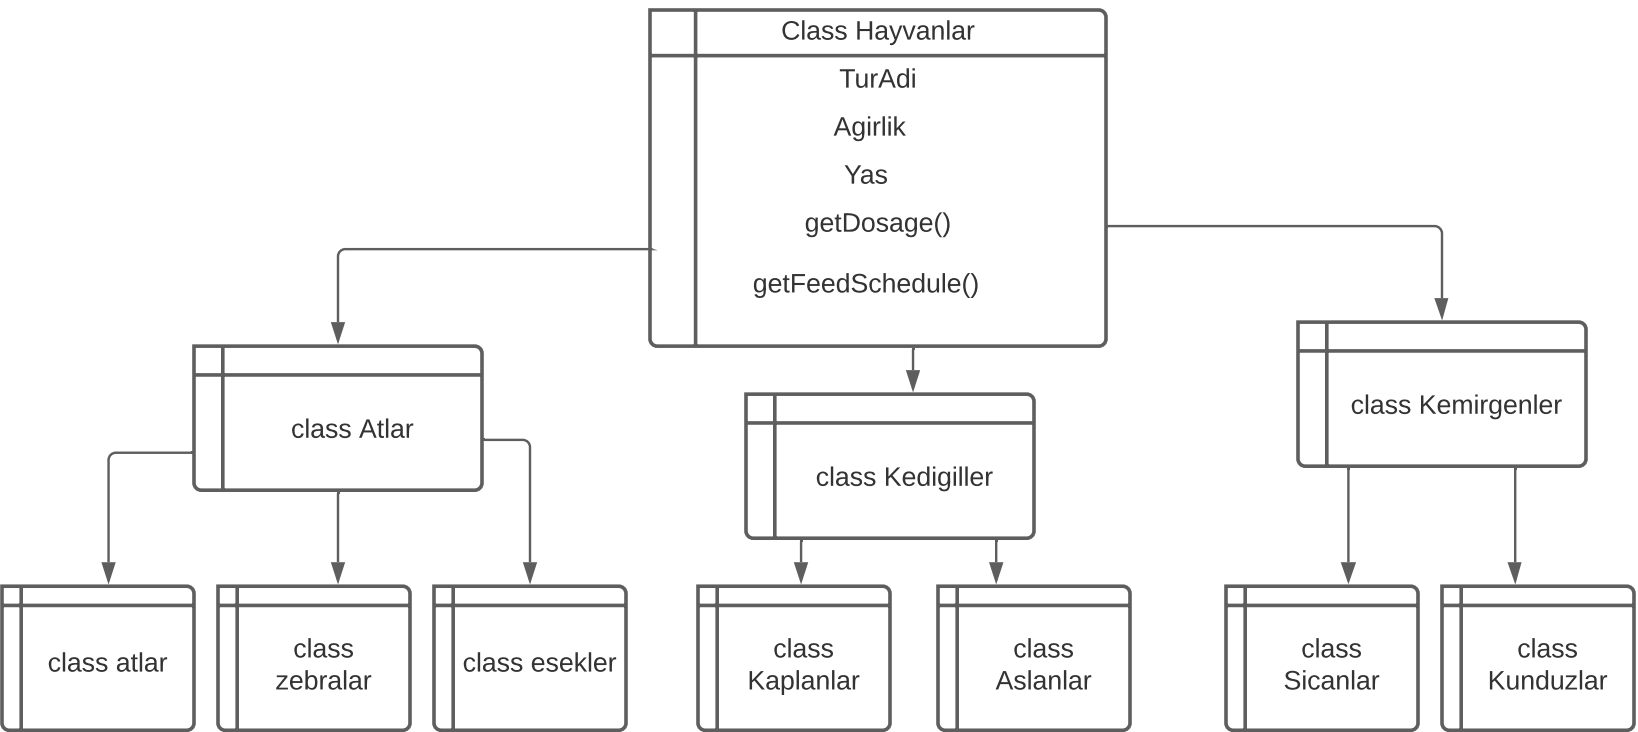 Class Hayvanlar
TurAdi
Agirlik
Yas
getDosage()
getFeedSchedule()
class Atlar
class Kedigiller
class Kemirgenler
class atlar
class
zebralar
class esekler
class
Kaplanlar
class
Aslanlar
class
Sicanlar
class
Kunduzlar